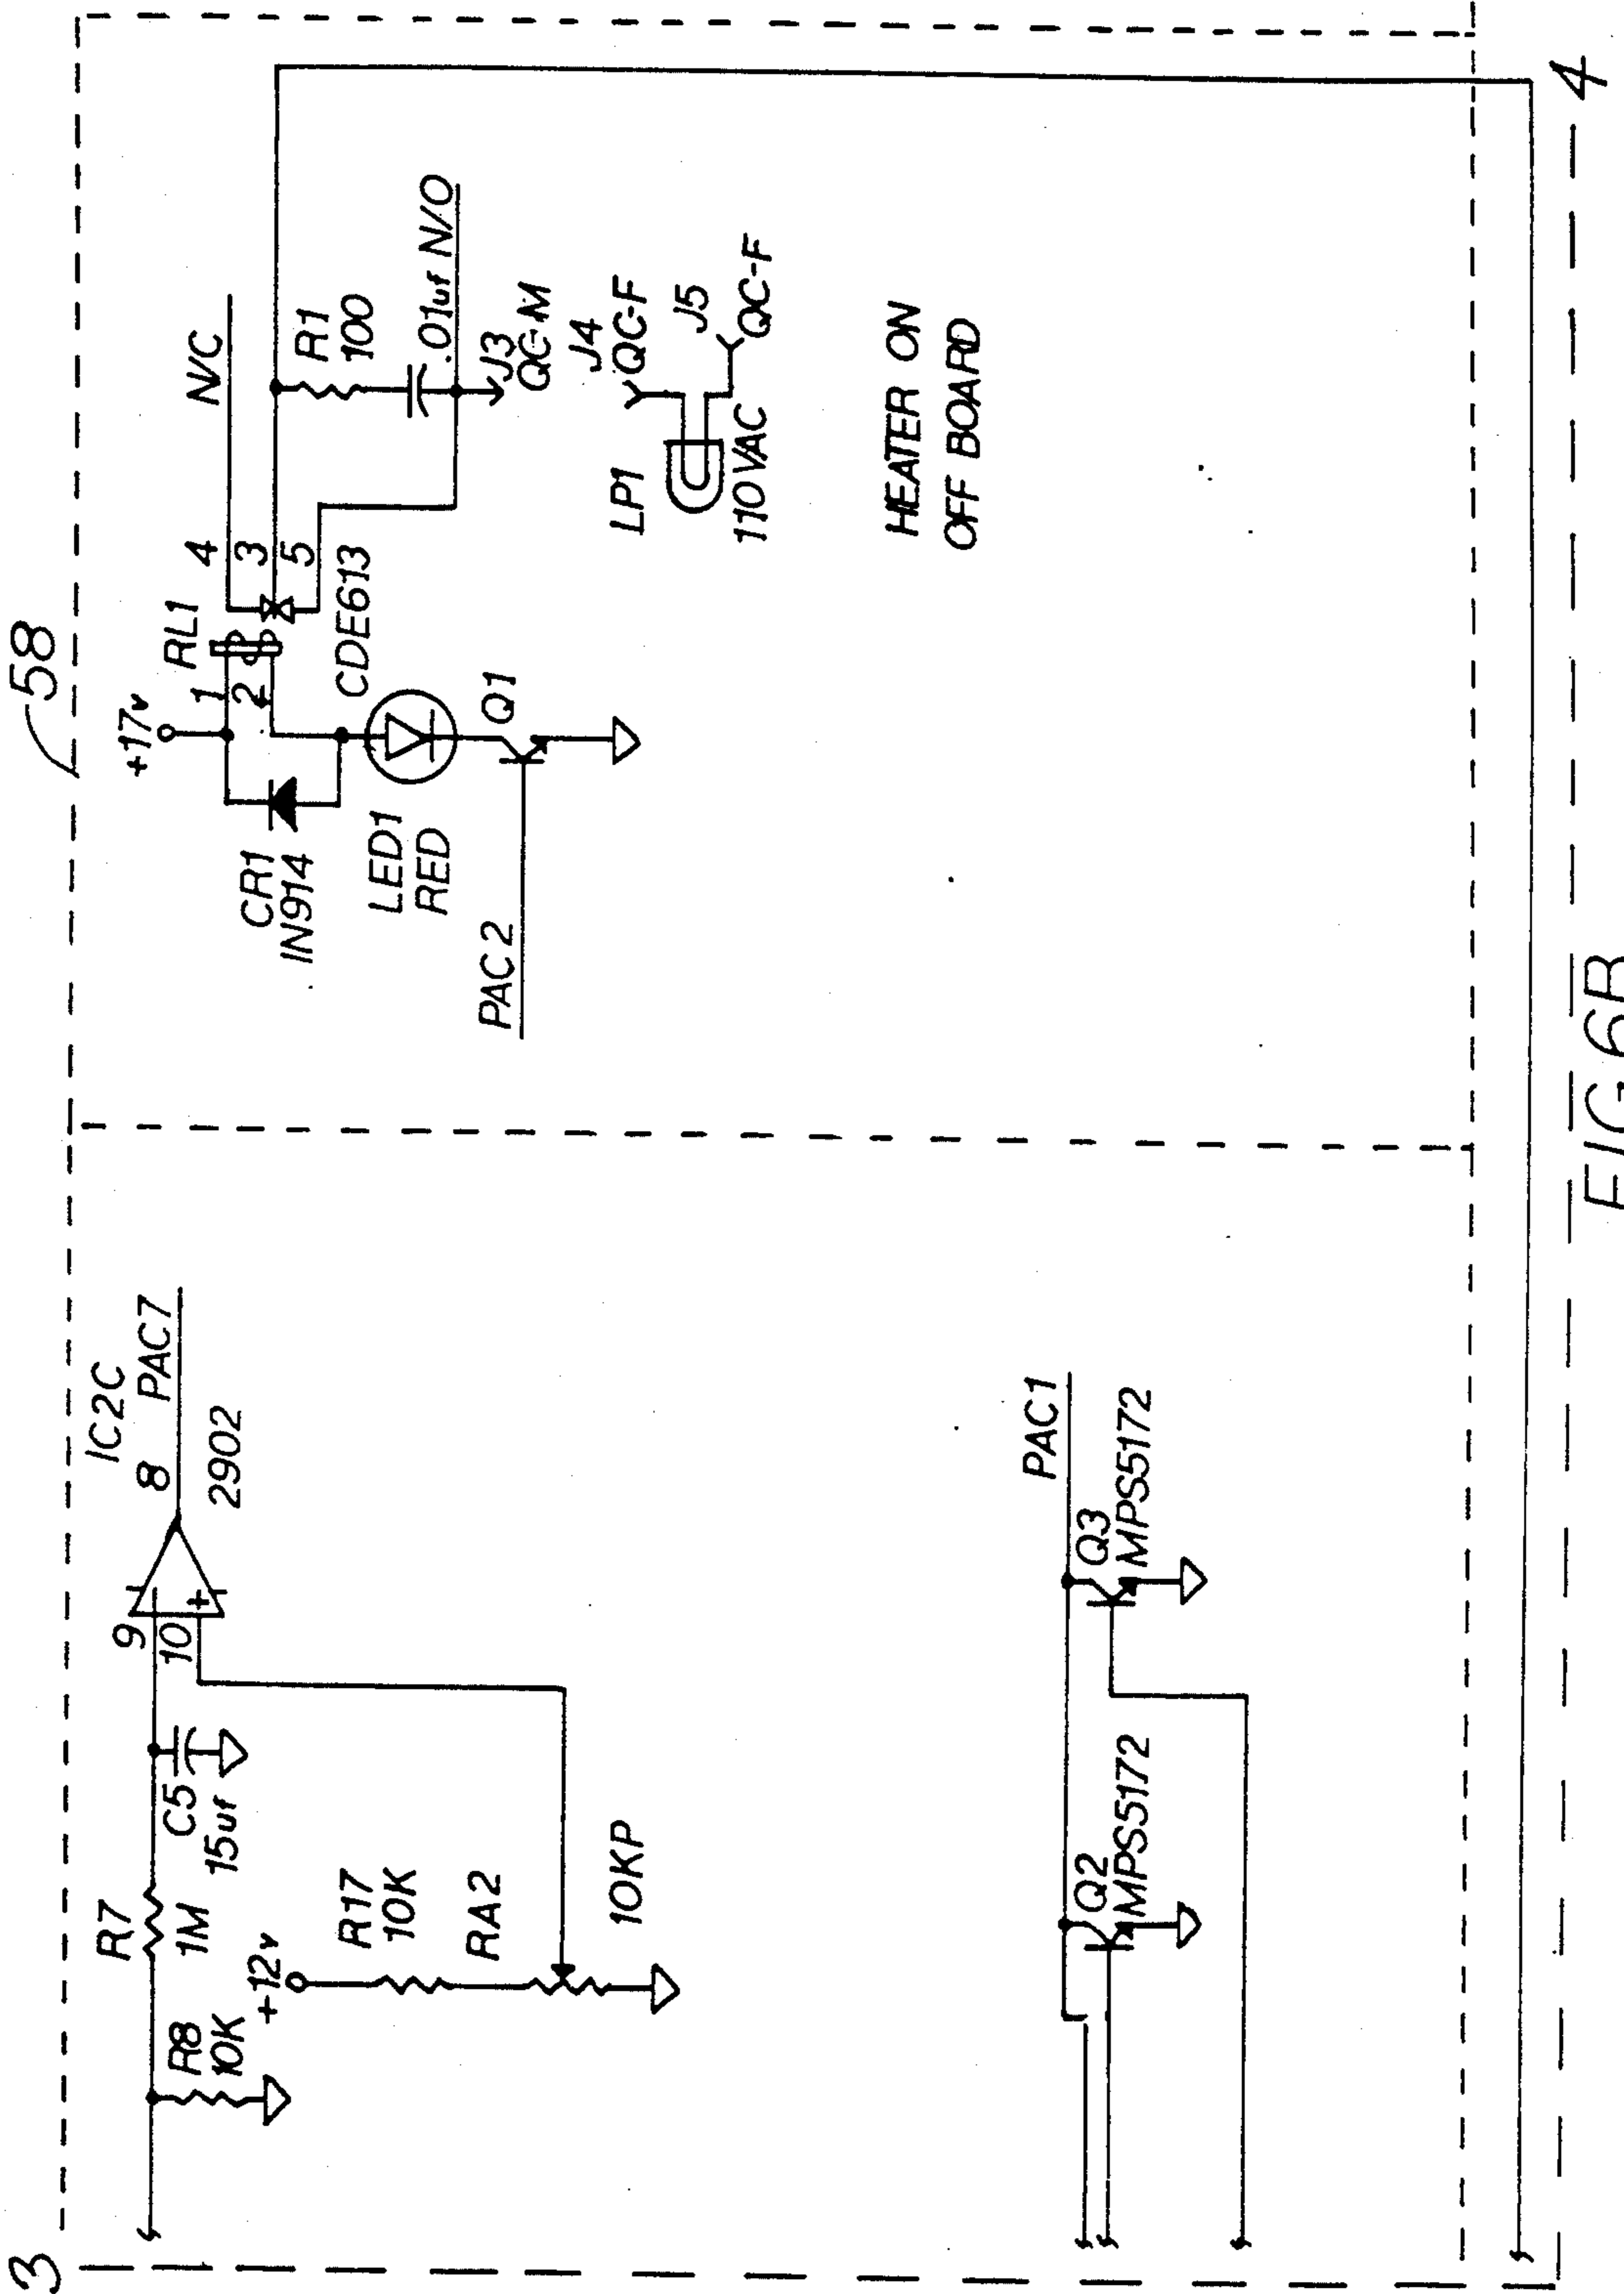 58
3
R8
10K
R7
1M
C5
15uf
9
10
+
IC2C
8 PAC7
2902
+12v
R17
10K
RA2
10KP
Q2
MPS5172
Q3
MPS5172
PAC1
+17v
RL1
1
2
4
3
5
N/C
CR1
IN914
CDE613
LED1
RED
Q1
PAC2
R1
100
.01uf N/O
J3
QC-M
J4
QC-F
LP1
J5
QC-F
110VAC
HEATER ON
OFF BOARD
4
FIG 6B